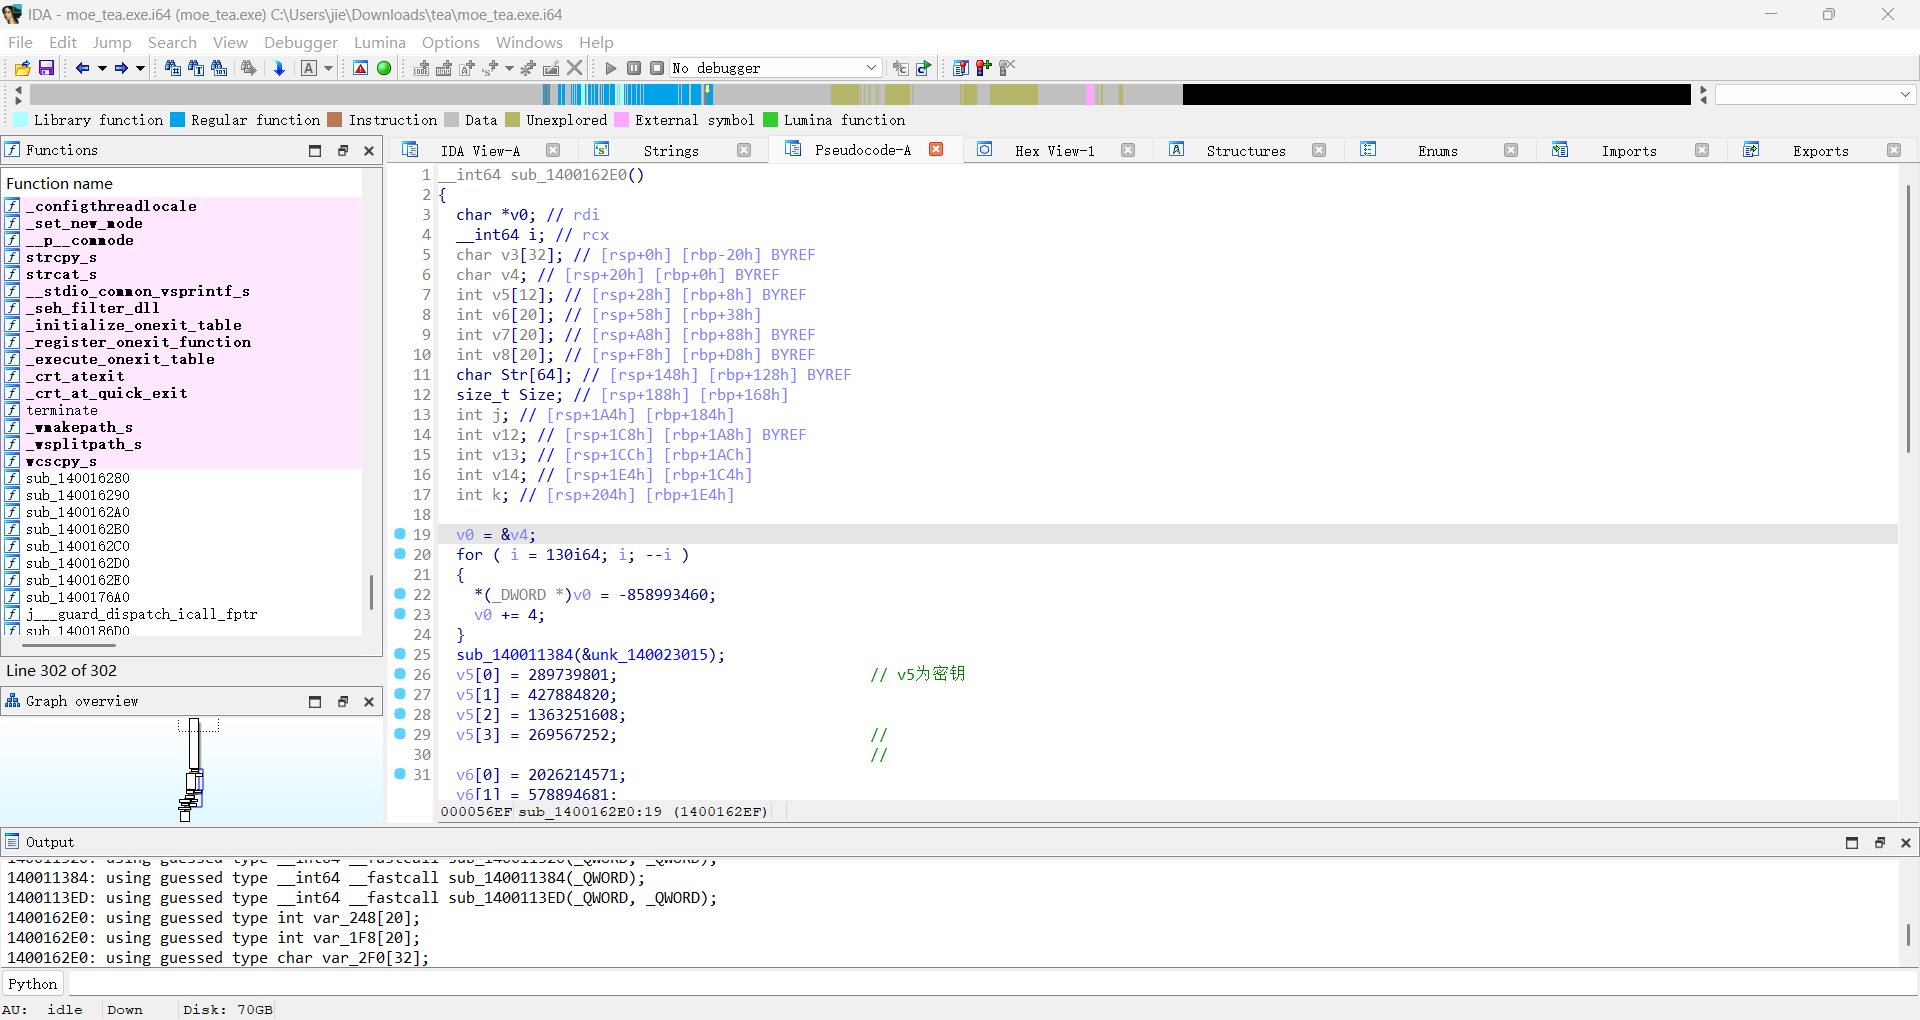 IDA - moe_tea.exe.i64 (moe_tea.exe) C:\Users\jie\Downloads\tea\moe_tea.exe.i64
File Edit Jump Search View Debugger Lumina Options Windows Help
No debugger
Library function Regular function Instruction Data Unexplored External symbol Lumina function
Functions
IDA View-A Strings Pseudocode-A Hex View-1 Structures Enums Imports Exports
Function name
_configthreadlocale
_set_new_mode
__p__commode
strcpy_s
strcat_s
__stdio_common_vsprintf_s
_seh_filter_dll
_initialize_onexit_table
_register_onexit_function
_execute_onexit_table
_crt_atexit
_crt_at_quick_exit
terminate
_wmakepath_s
_wsplitpath_s
wcscpy_s
sub_140016280
sub_140016290
sub_1400162A0
sub_1400162B0
sub_1400162C0
sub_1400162D0
sub_1400162E0
sub_1400176A0
j___guard_dispatch_icall_fptr
sub_1400186D0
Line 302 of 302
Graph overview
1 __int64 sub_1400162E0()
2 {
3 char *v0; // rdi
4 __int64 i; // rcx
5 char v3[32]; // [rsp+0h] [rbp-20h] BYREF
6 char v4; // [rsp+20h] [rbp+0h] BYREF
7 int v5[12]; // [rsp+28h] [rbp+8h] BYREF
8 int v6[20]; // [rsp+58h] [rbp+38h]
9 int v7[20]; // [rsp+A8h] [rbp+88h] BYREF
10 int v8[20]; // [rsp+F8h] [rbp+D8h] BYREF
11 char Str[64]; // [rsp+148h] [rbp+128h] BYREF
12 size_t Size; // [rsp+188h] [rbp+168h]
13 int j; // [rsp+1A4h] [rbp+184h]
14 int v12; // [rsp+1C8h] [rbp+1A8h] BYREF
15 int v13; // [rsp+1CCh] [rbp+1ACh]
16 int v14; // [rsp+1E4h] [rbp+1C4h]
17 int k; // [rsp+204h] [rbp+1E4h]
18
19 v0 = &v4;
20 for ( i = 130i64; i; --i )
21 {
22 *(_DWORD *)v0 = -858993460;
23 v0 += 4;
24 }
25 sub_140011384(&unk_140023015);
26 v5[0] = 289739801; // v5为密钥
27 v5[1] = 427884820;
28 v5[2] = 1363251608;
29 v5[3] = 269567252; //
30 //
31 v6[0] = 2026214571;
v6[1] = 578894681;
000056EF sub_1400162E0:19 (1400162EF)
Output
140011920: using guessed type __int64 __fastcall sub_140011920(_QWORD, _QWORD);
140011384: using guessed type __int64 __fastcall sub_140011384(_QWORD);
1400113ED: using guessed type __int64 __fastcall sub_1400113ED(_QWORD, _QWORD);
1400162E0: using guessed type int var_248[20];
1400162E0: using guessed type int var_1F8[20];
1400162E0: using guessed type char var_2F0[32];
Python
AU: idle Down Disk: 70GB